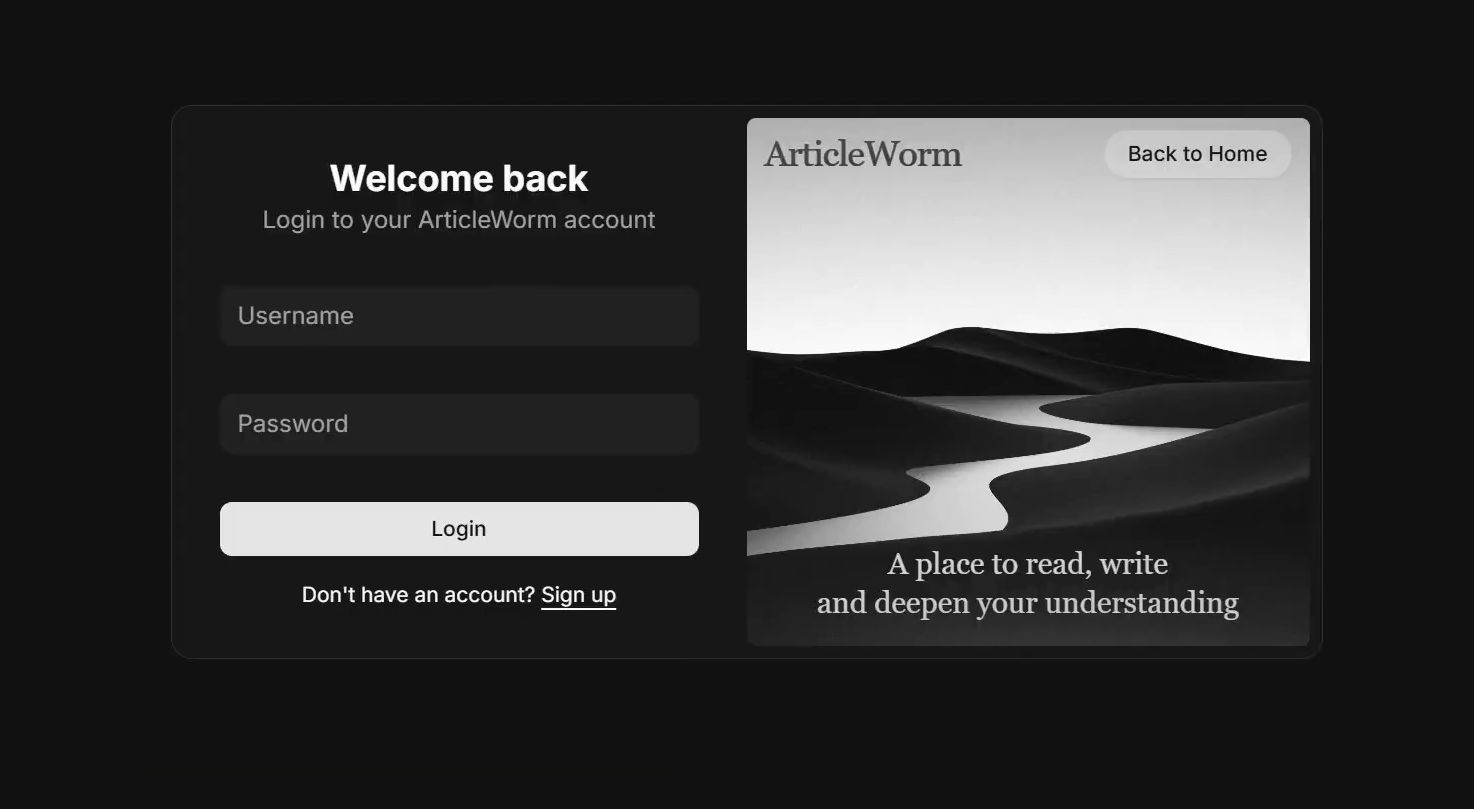 Welcome back
Login to your ArticleWorm account
Username
Password
Login
Don't have an account? Sign up
ArticleWorm
Back to Home
A place to read, write
and deepen your understanding